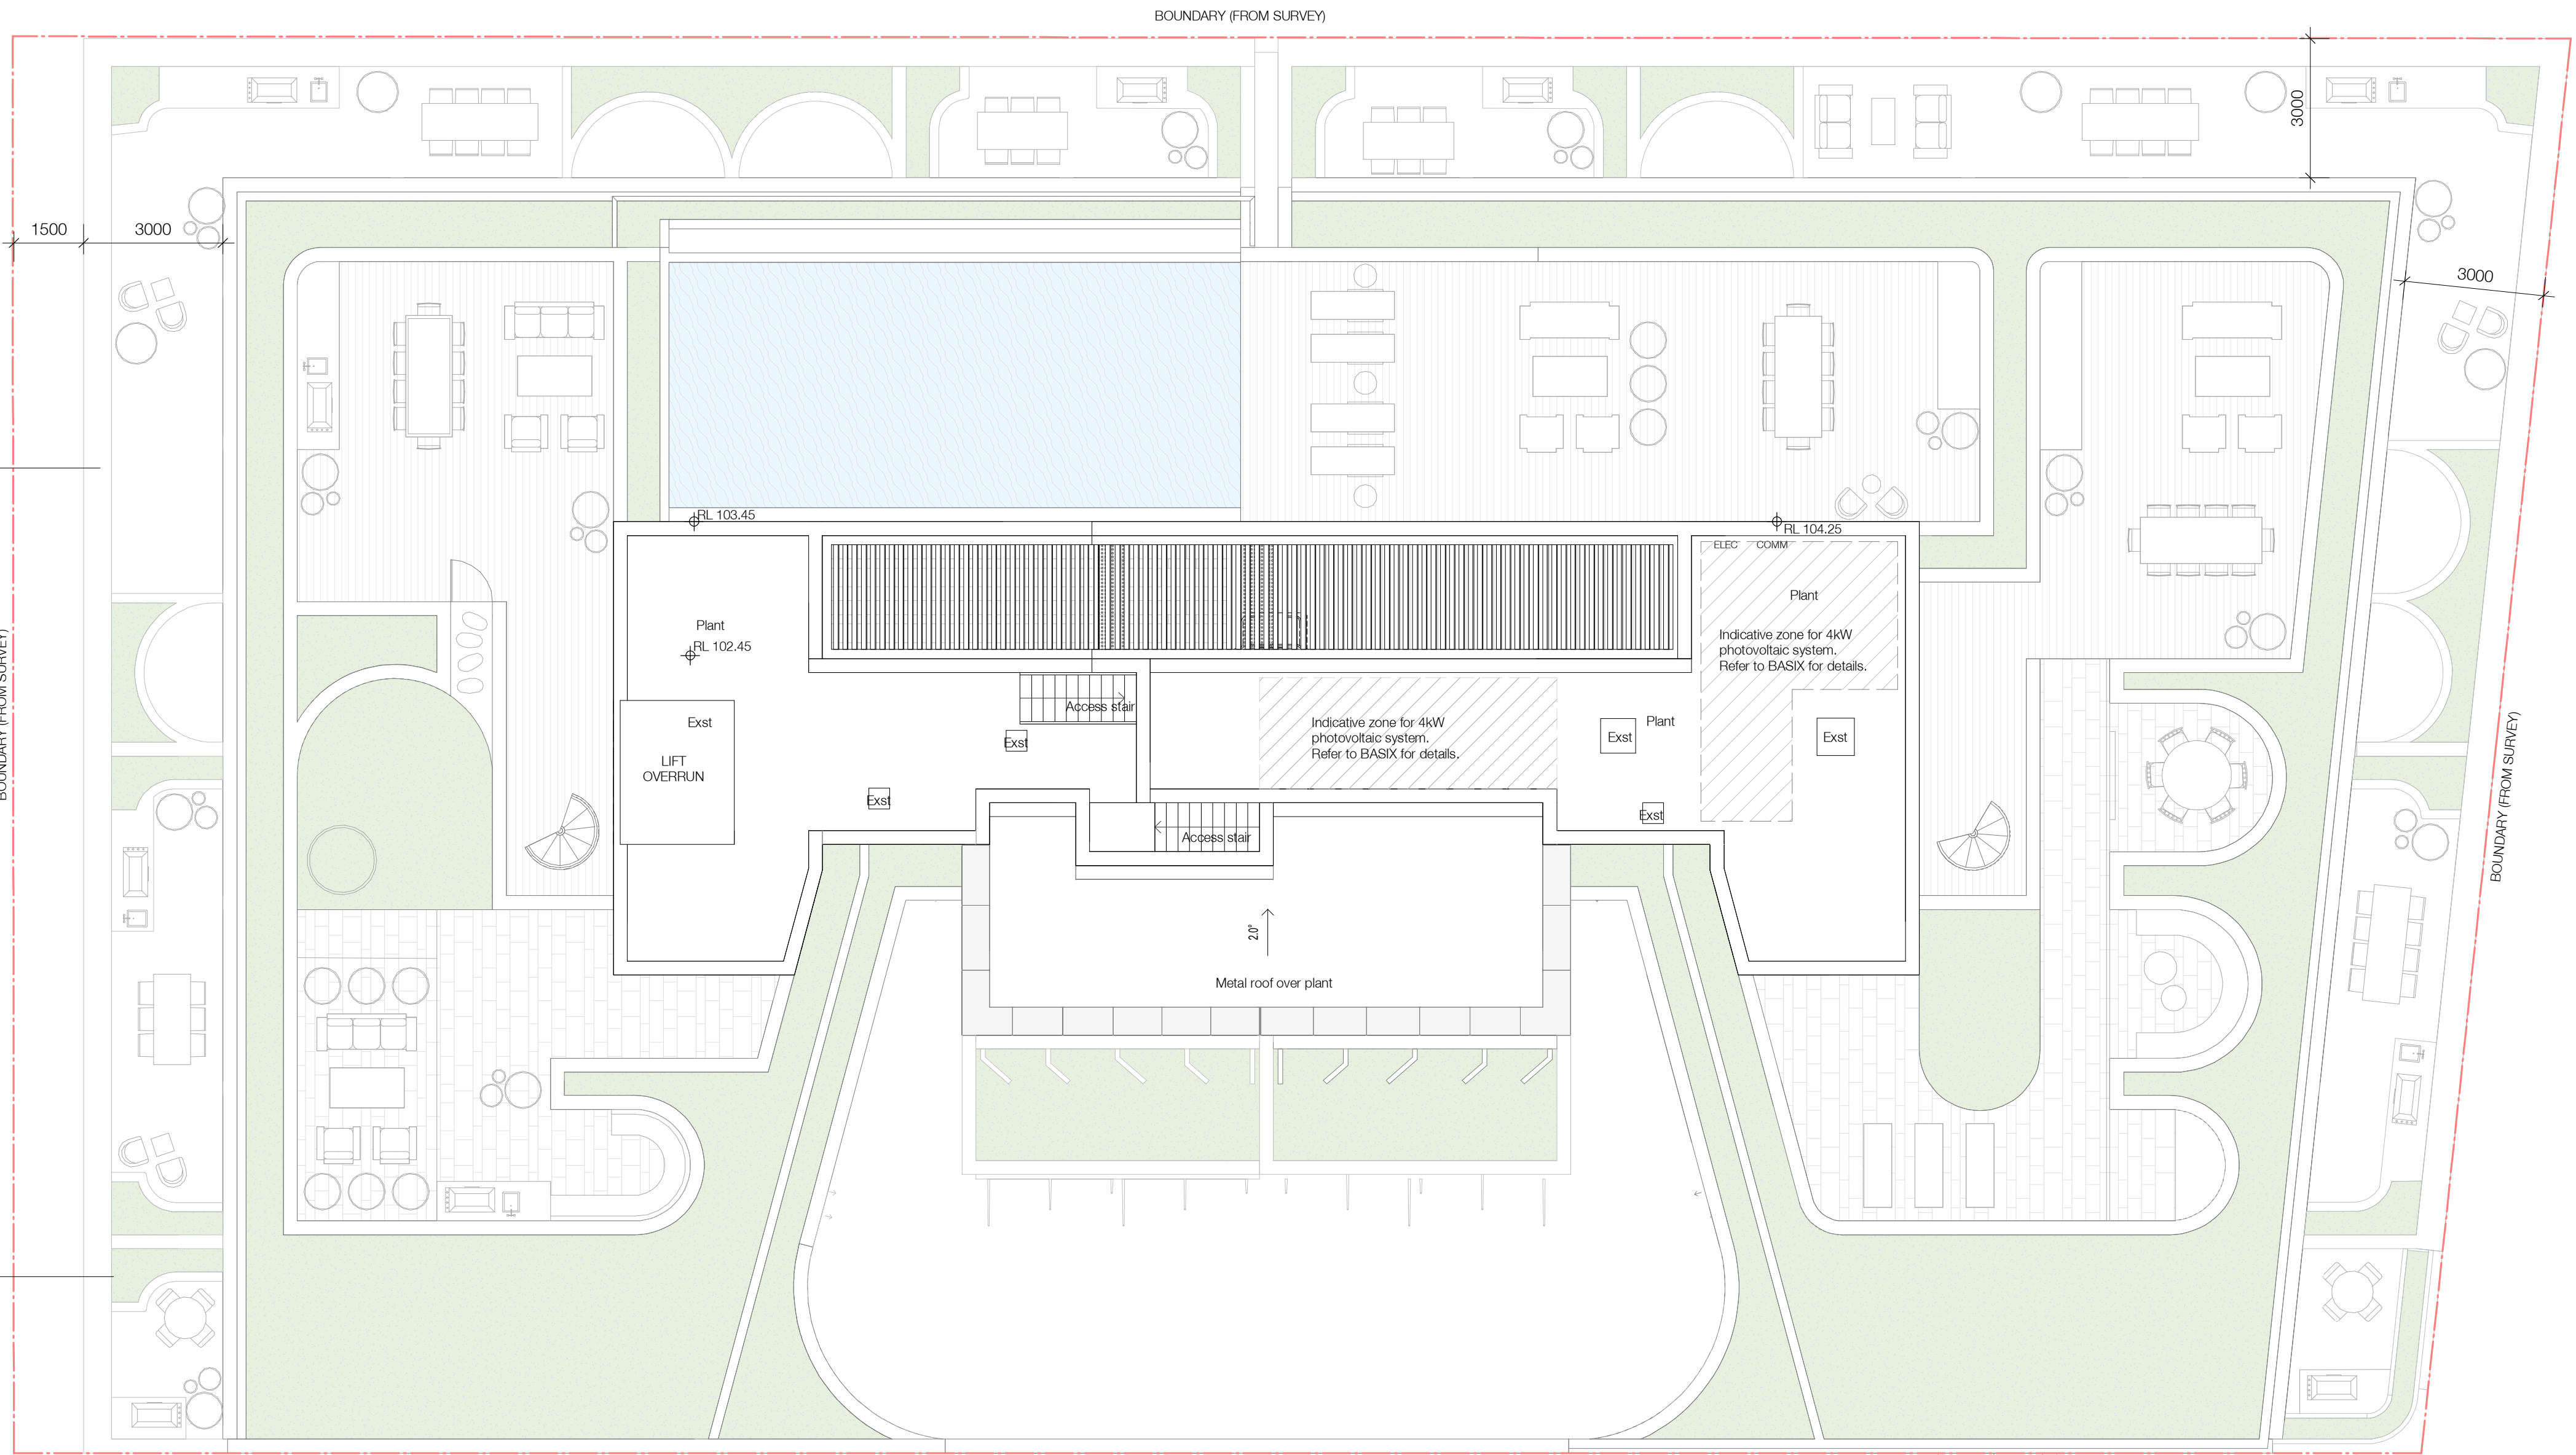 BOUNDARY (FROM SURVEY)
3000
1500
3000
3000
RL 103.45
RL 104.25
ELEC
COMM
Plant
Plant
RL 102.45
Indicative zone for 4kW
photovoltaic system.
Refer to BASIX for details.
BOUNDARY (FROM SURVEY)
Access stair
Exst
Indicative zone for 4kW
photovoltaic system.
Refer to BASIX for details.
Plant
Exst
Exst
Exst
LIFT
OVERRUN
Exst
Exst
Access stair
BOUNDARY (FROM SURVEY)
2.0°
Metal roof over plant